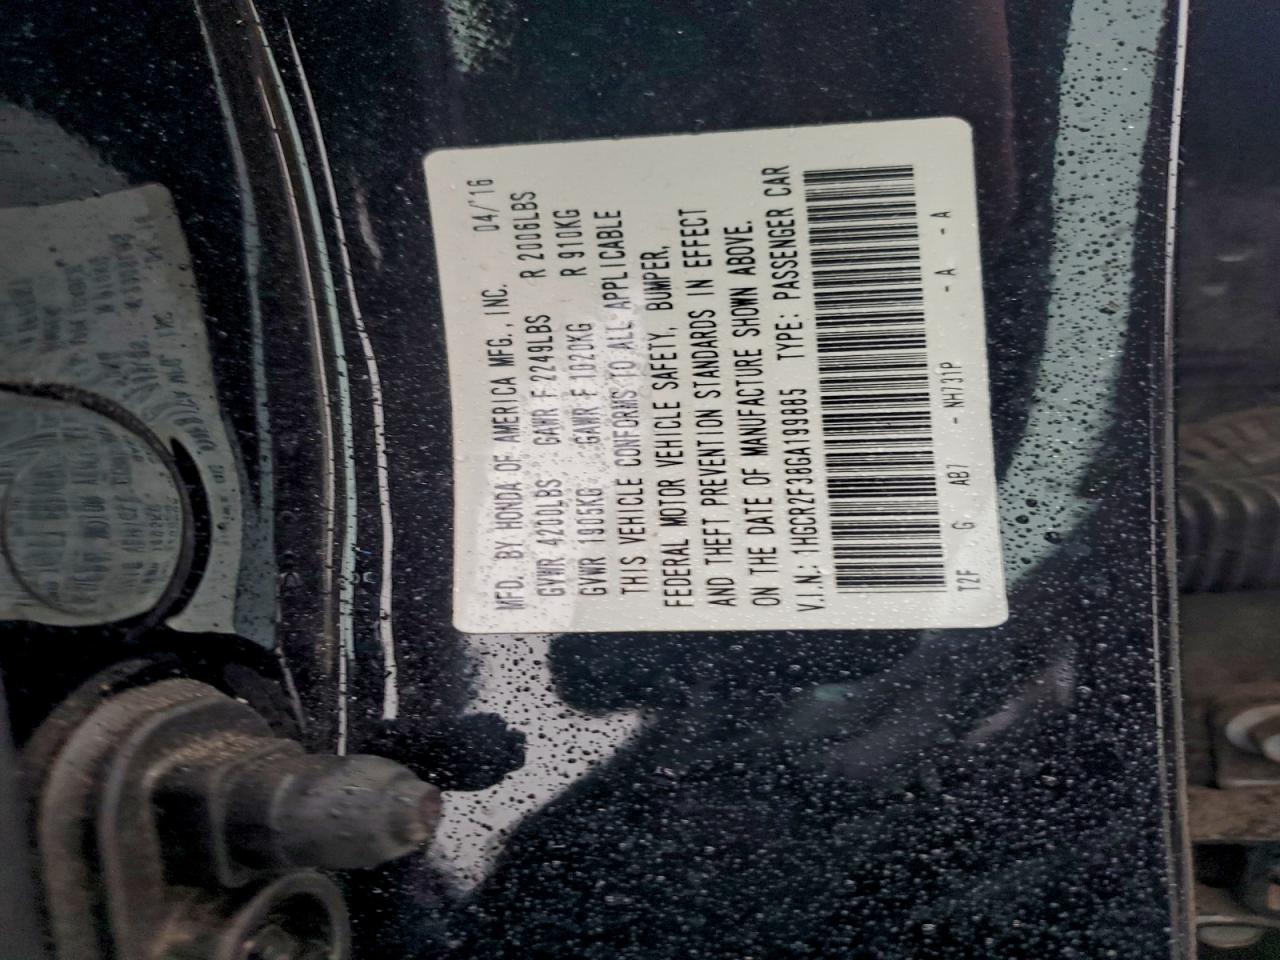 MFD. BY HONDA OF AMERICA MFG., INC. 04/16
GVWR 4200LBS GAWR F 2249LBS R 2006LBS
GVWR 1905KG GAWR F 1020KG R 910KG
THIS VEHICLE CONFORMS TO ALL APPLICABLE
FEDERAL MOTOR VEHICLE SAFETY, BUMPER,
AND THEFT PREVENTION STANDARDS IN EFFECT
ON THE DATE OF MANUFACTURE SHOWN ABOVE.
V.I.N.: 1HGCR2F38GA199885 TYPE: PASSENGER CAR
T2F G AB7 - NH731P - A - A